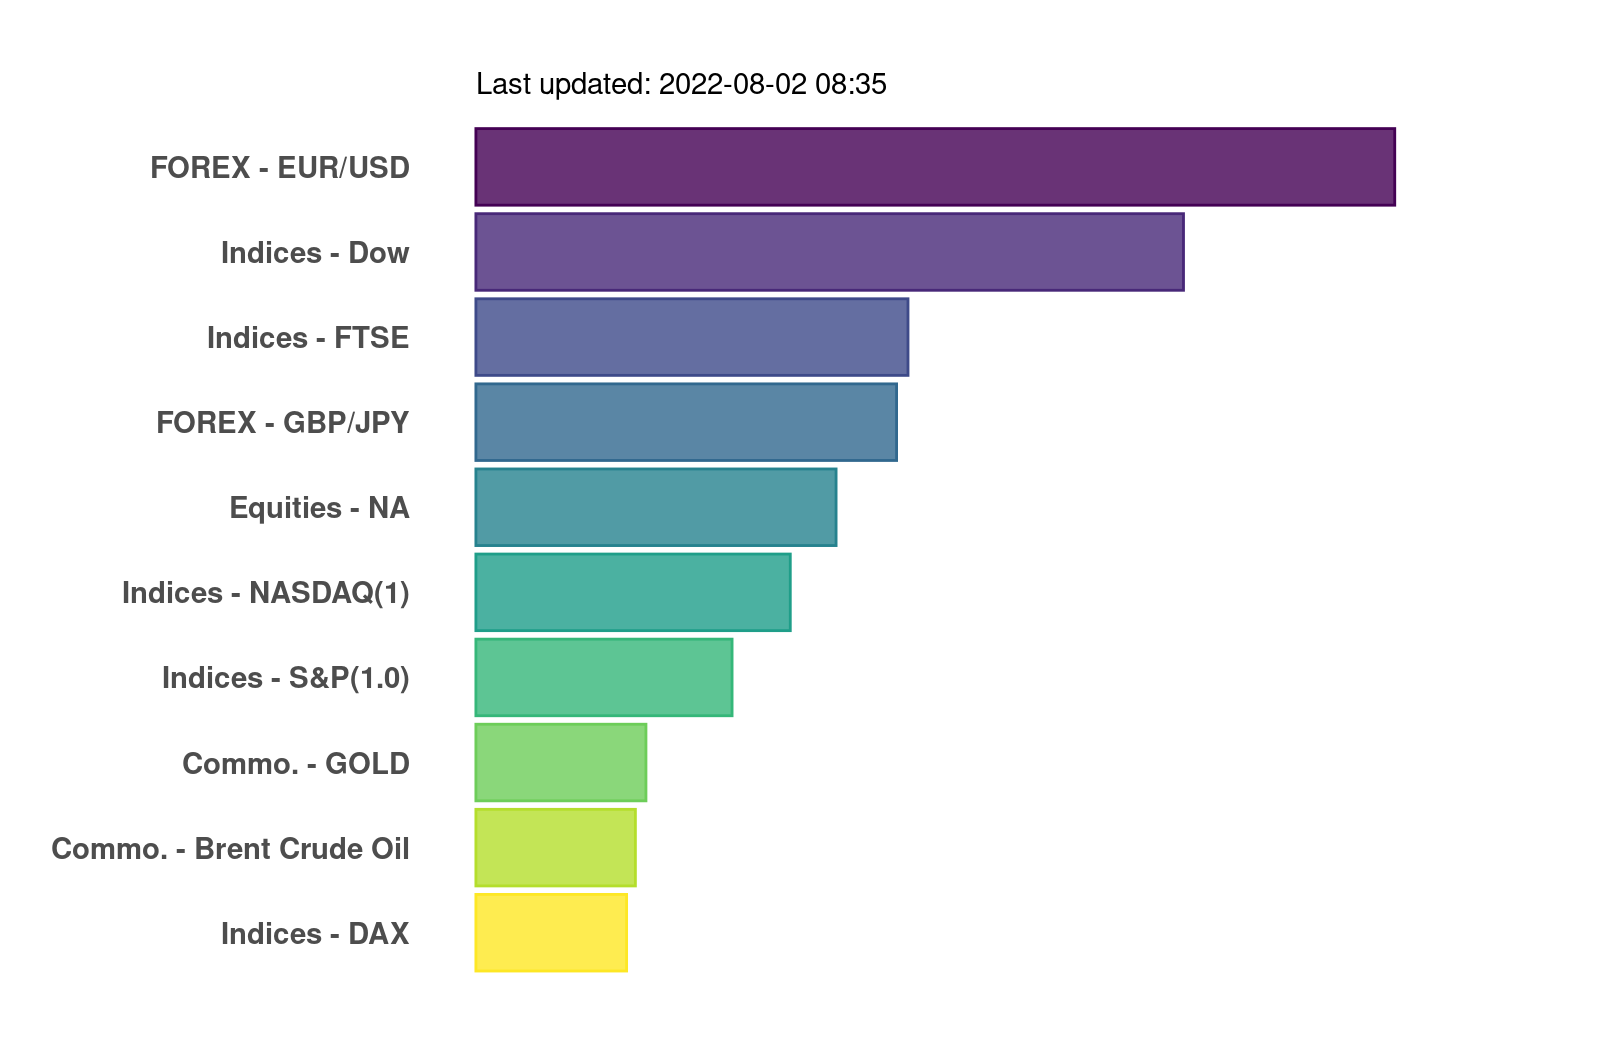 Last updated: 2022-08-02 08:35
FOREX - EUR/USD
Indices - Dow
Indices - FTSE
FOREX - GBP/JPY
Equities - NA
Indices - NASDAQ(1)
Indices - S&P(1.0)
Commo. - GOLD
Commo. - Brent Crude Oil
Indices - DAX